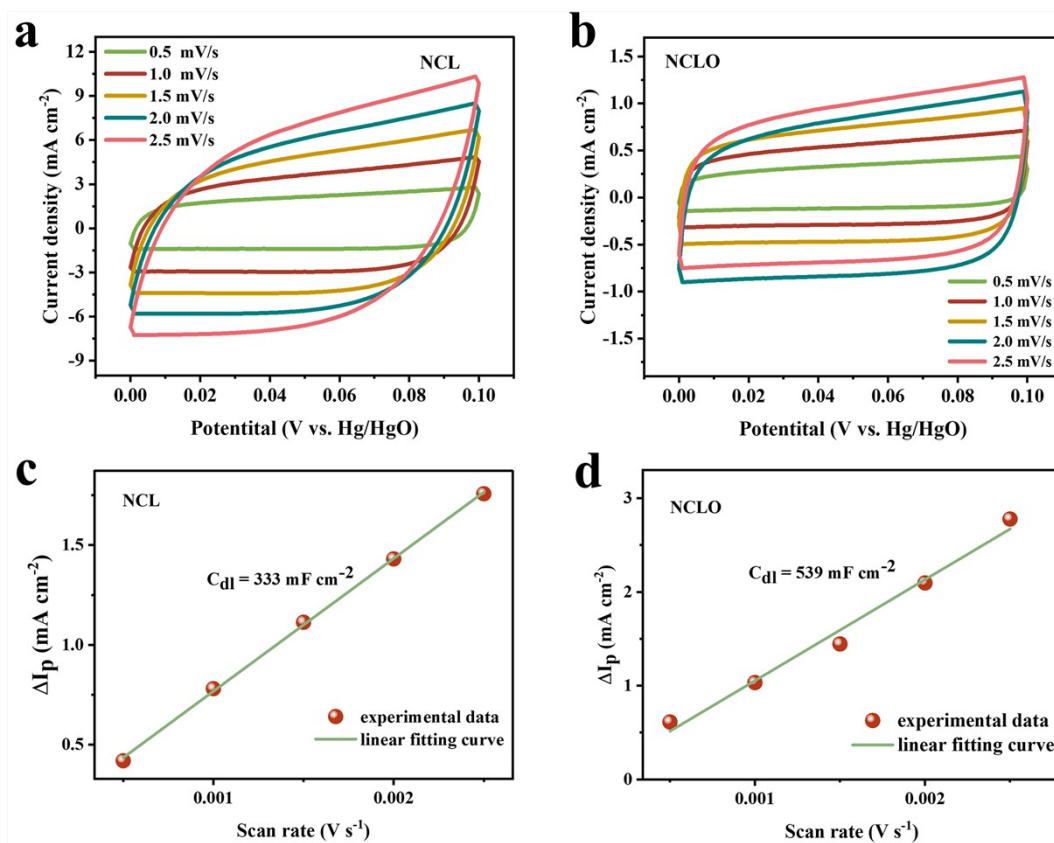 a
NCL
0.5 mV/s
1.0 mV/s
1.5 mV/s
2.0 mV/s
2.5 mV/s
12
9
6
3
0
-3
-6
-9
Current density (mA cm⁻²)
0.00 0.02 0.04 0.06 0.08 0.10
Potentital (V vs. Hg/HgO)
b
NCLO
1.5
1.0
0.5
0.0
-0.5
-1.0
-1.5
Current density (mA cm⁻²)
0.5 mV/s
1.0 mV/s
1.5 mV/s
2.0 mV/s
2.5 mV/s
0.00 0.02 0.04 0.06 0.08 0.10
Potentital (V vs. Hg/HgO)
c
NCL
Cdl = 333 mF cm⁻²
1.5
1.0
0.5
ΔIp (mA cm⁻²)
experimental data
linear fitting curve
0.001 0.002
Scan rate (V s⁻¹)
d
NCLO
Cdl = 539 mF cm⁻²
3
2
1
0
ΔIp (mA cm⁻²)
experimental data
linear fitting curve
0.001 0.002
Scan rate (V s⁻¹)